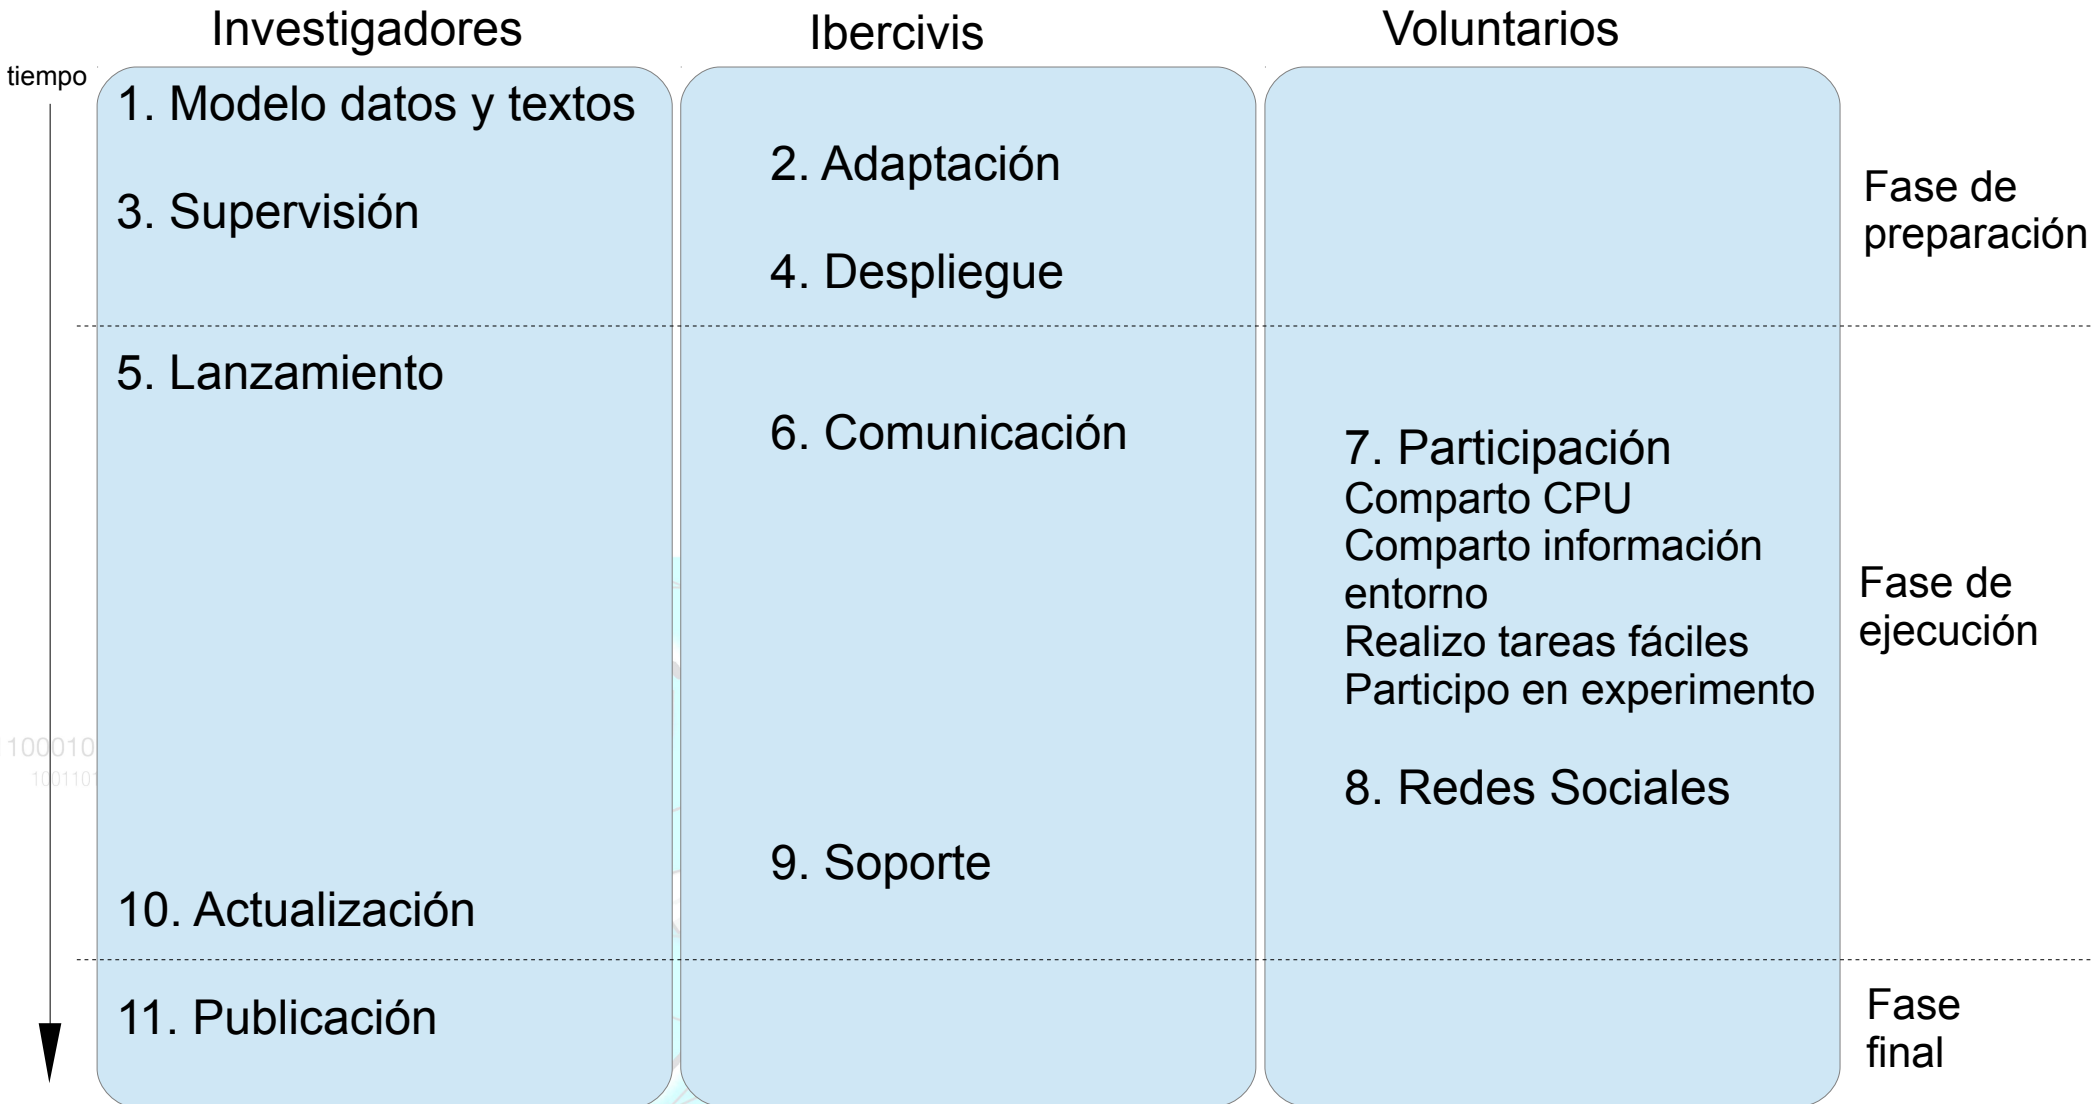 Investigadores
Ibercivis
Voluntarios
tiempo
1. Modelo datos y textos
2. Adaptación
3. Supervisión
4. Despliegue
Fase de
preparación
5. Lanzamiento
6. Comunicación
7. Participación
Comparto CPU
Comparto información
entorno
Realizo tareas fáciles
Participo en experimento
8. Redes Sociales
9. Soporte
10. Actualización
Fase de
ejecución
100010
100110
11. Publicación
Fase
final